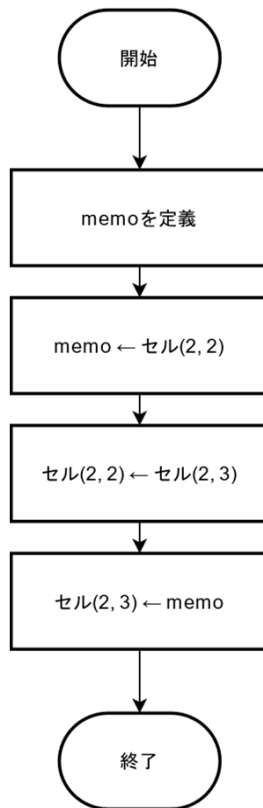 開始
memoを定義
memo ← セル(2, 2)
セル(2, 2) ← セル(2, 3)
セル(2, 3) ← memo
終了